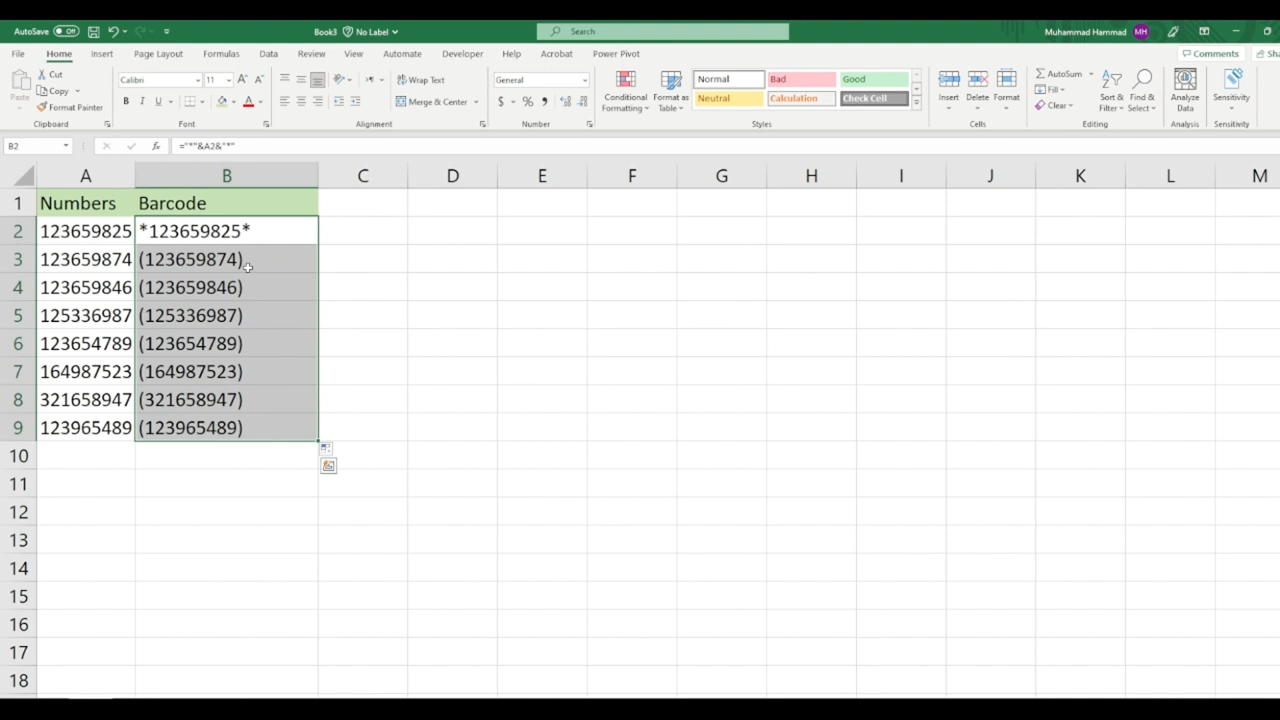 AutoSave Off Book3 No Label Search Muhammad Hammad MH
File Home Insert Page Layout Formulas Data Review View Automate Developer Help Acrobat Power Pivot Comments Sha
Paste Cut Copy Format Painter
Calibri 11 A A
B I U A
Wrap Text
Merge & Center
General
$ %
Conditional Formatting
Format as Table
Normal Bad Good
Neutral Calculation Check Cell
Insert Delete Format
AutoSum
Fill
Clear
Sort & Filter
Find & Select
Analyze Data
Sensitivity
Clipboard Font Alignment Number Styles Cells Editing Analysis Sensitivity
B2 fx ="*"&A2&"*"
A B C D E F G H I J K L M
1 Numbers Barcode
2 123659825 *123659825*
3 123659874 (123659874)
4 123659846 (123659846)
5 125336987 (125336987)
6 123654789 (123654789)
7 164987523 (164987523)
8 321658947 (321658947)
9 123965489 (123965489)
10
11
12
13
14
15
16
17
18